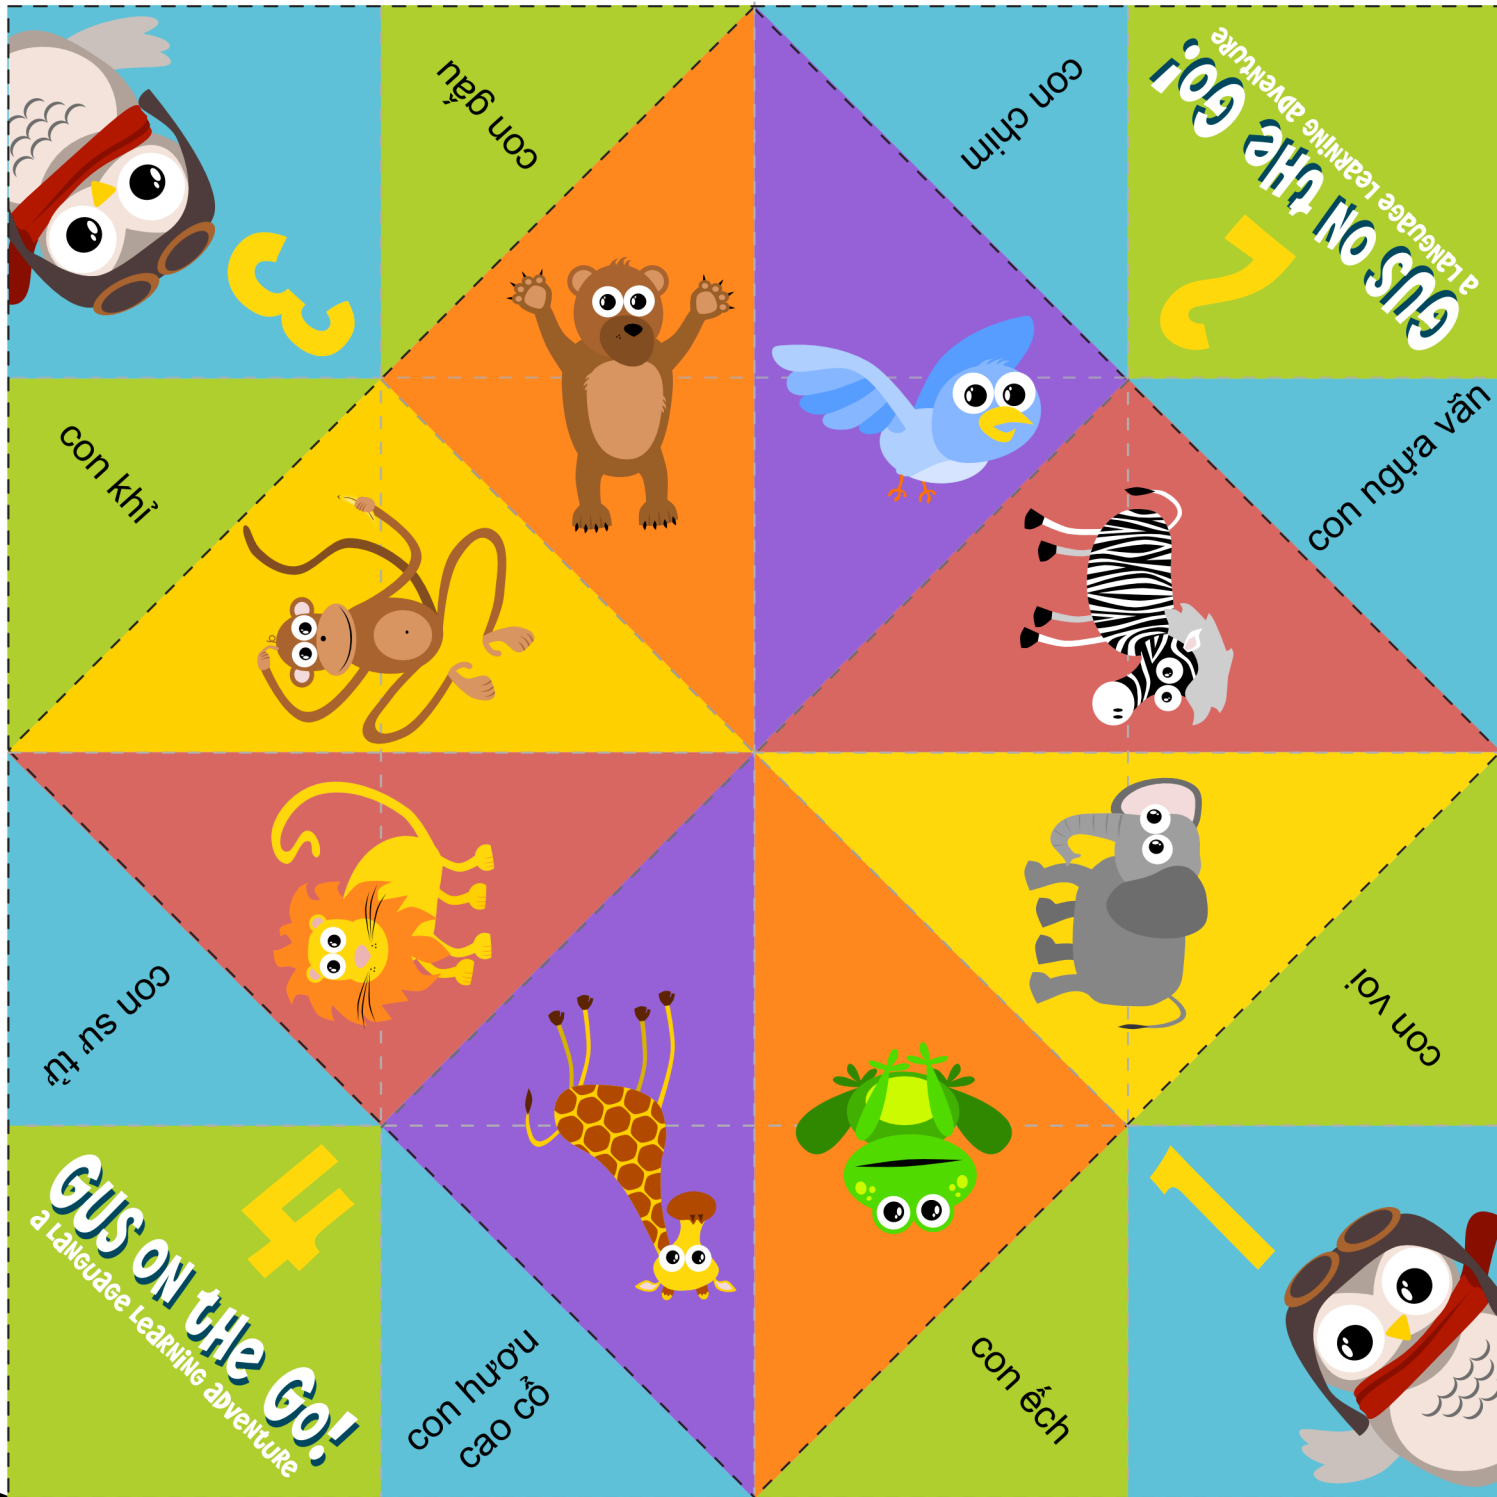 3
con gấu
con chim
GUS ON tHe Go!
a LaNGUaGe LeaRNiNG aDVeNtURe
2
con khỉ
con ngựa vằn
con sư tử
con voi
4
GUS ON tHe Go!
a LaNGUaGe LeaRNiNG aDVeNtURe
con hươu
cao cổ
con ếch
1